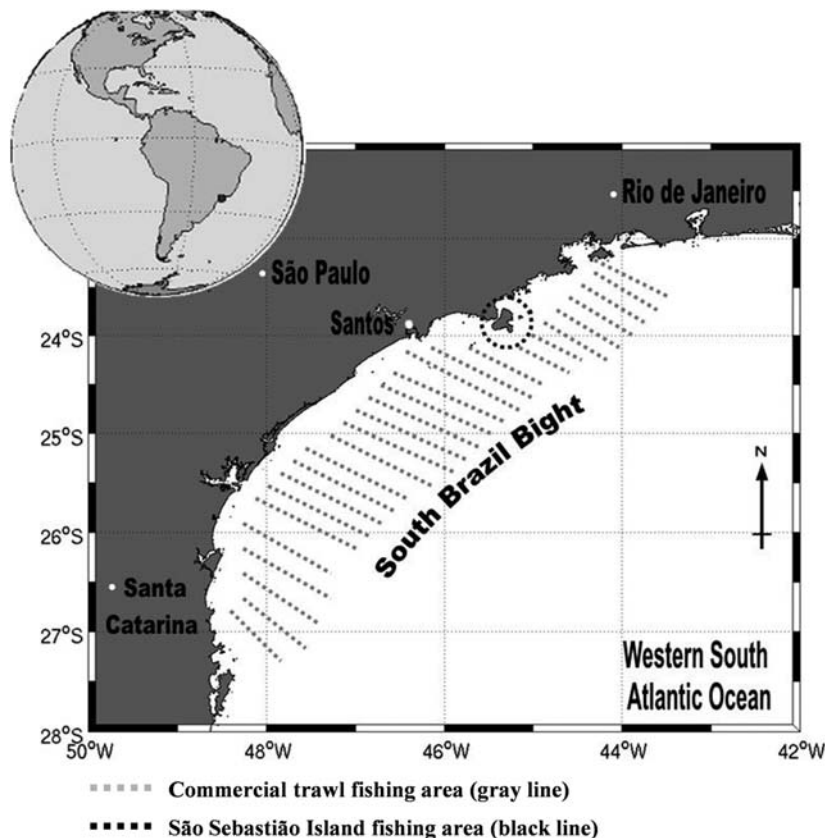 Rio de Janeiro
São Paulo
Santos
24°S
25°S
South Brazil Bight
N
26°S
Santa
Catarina
27°S
Western South
Atlantic Ocean
28°S
50°W
48°W
46°W
44°W
42°W
Commercial trawl fishing area (gray line)
São Sebastião Island fishing area (black line)